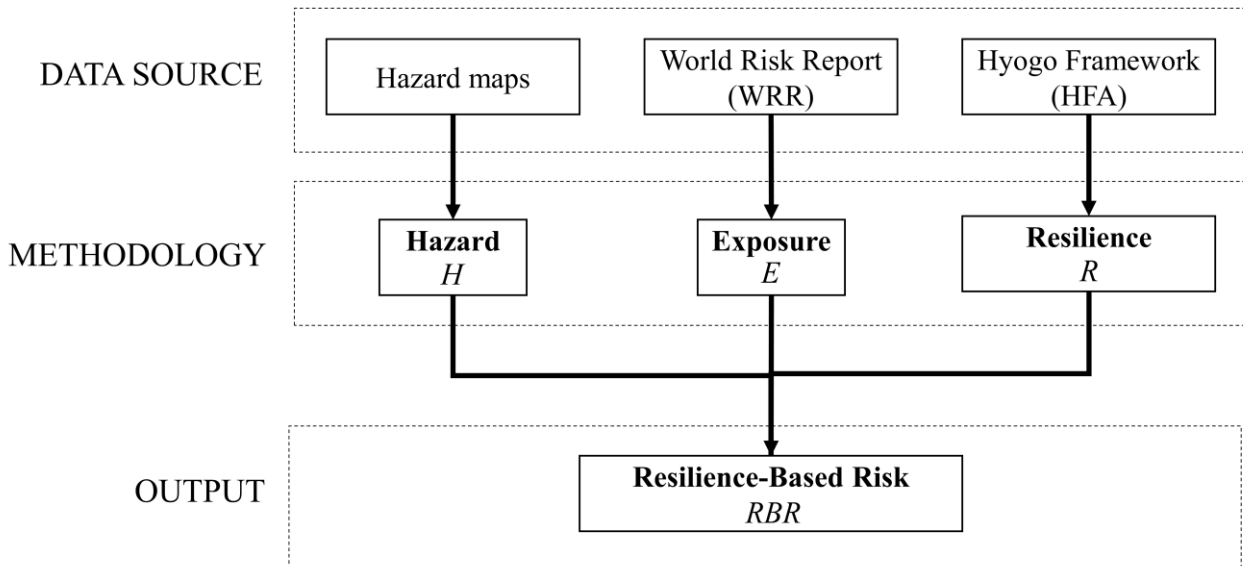 DATA SOURCE
Hazard maps
World Risk Report
(WRR)
Hyogo Framework
(HFA)
METHODOLOGY
Hazard
H
Exposure
E
Resilience
R
OUTPUT
Resilience-Based Risk
RBR